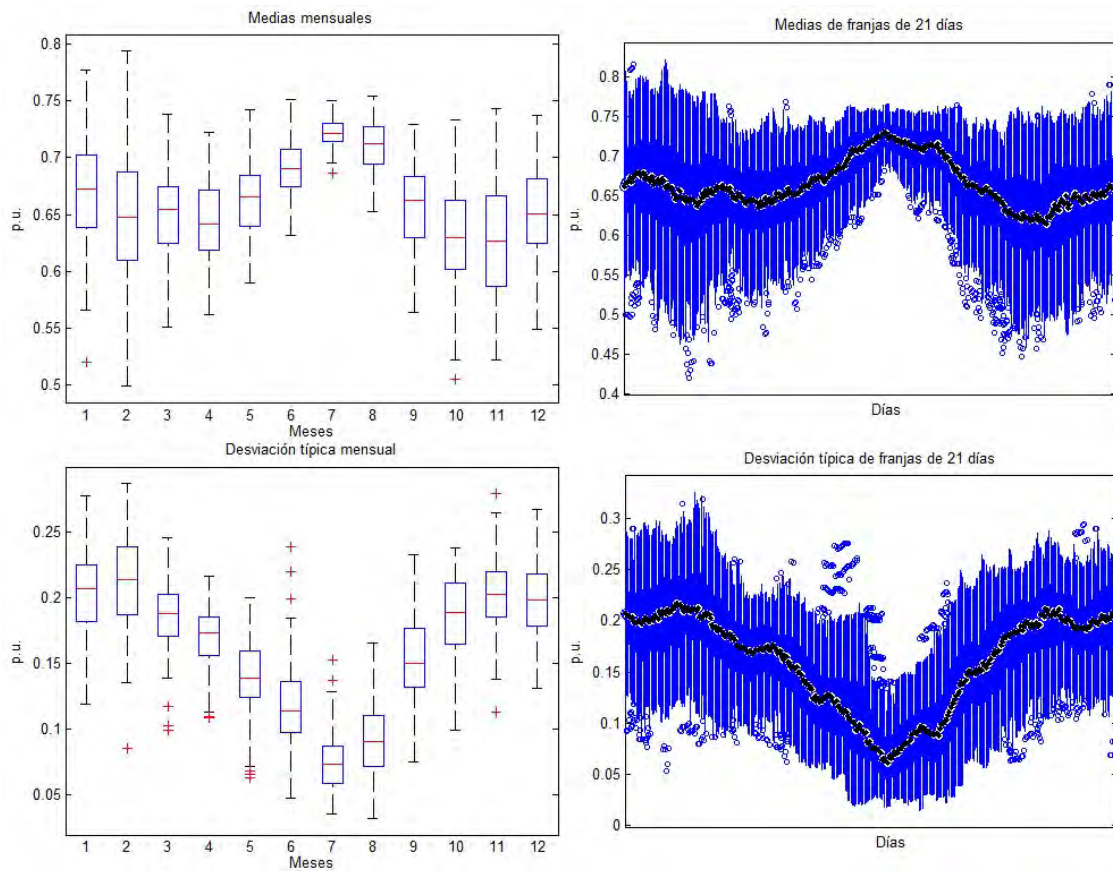 Medias mensuales
0.8
0.75
0.7
0.65
0.6
0.55
0.5
p.u.
1 2 3 4 5 6 7 8 9 10 11 12
Meses
Medias de franjas de 21 días
0.8
0.75
0.7
0.65
0.6
0.55
0.5
0.45
0.4
p.u.
Días
Desviación típica mensual
0.25
0.2
0.15
0.1
0.05
p.u.
1 2 3 4 5 6 7 8 9 10 11 12
Meses
Desviación típica de franjas de 21 días
0.3
0.25
0.2
0.15
0.1
0.05
0
p.u.
Días